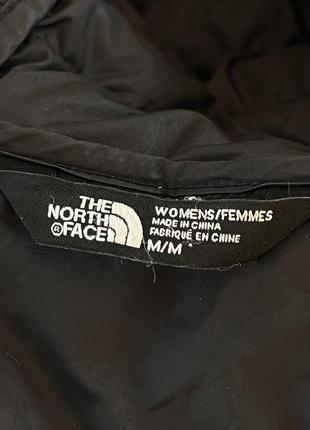 THE
NORTH
®FACE
WOMENS/FEMMES
MADE IN CHINA
FABRIQUÉ EN CHINE
M/M